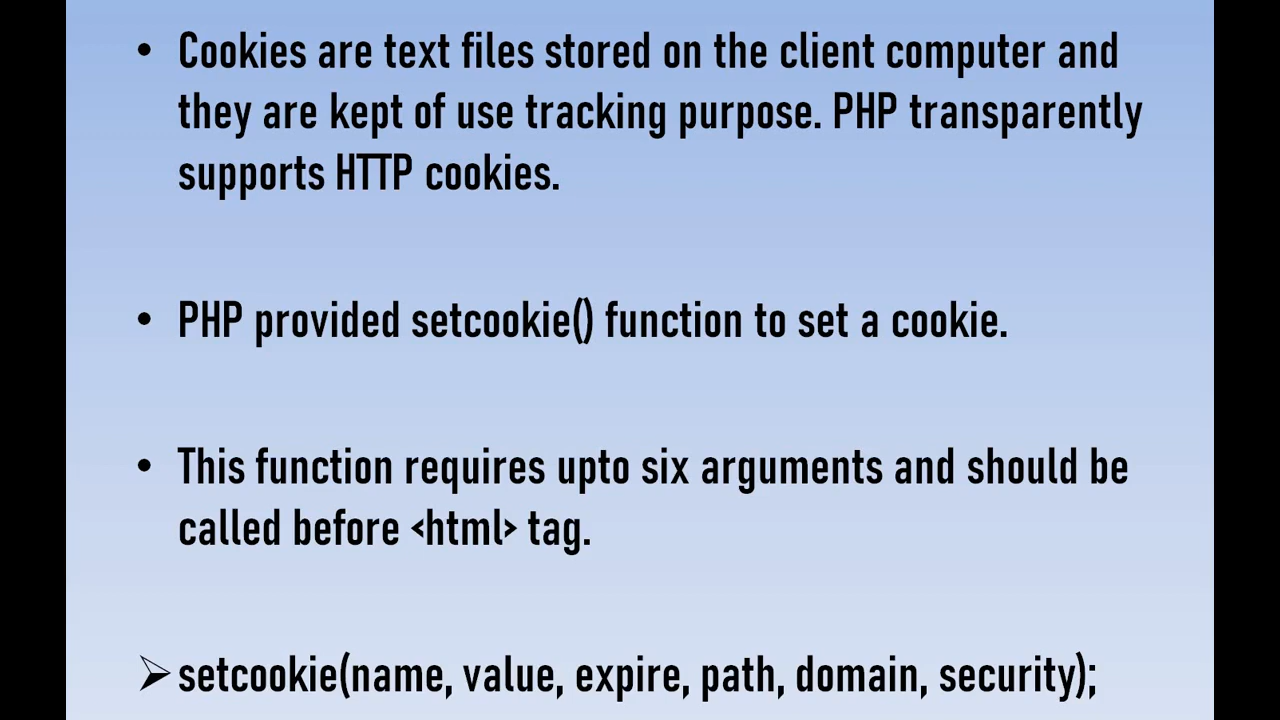 • Cookies are text files stored on the client computer and
they are kept of use tracking purpose. PHP transparently
supports HTTP cookies.
• PHP provided setcookie() function to set a cookie.
• This function requires upto six arguments and should be
called before <html> tag.
➢ setcookie(name, value, expire, path, domain, security);